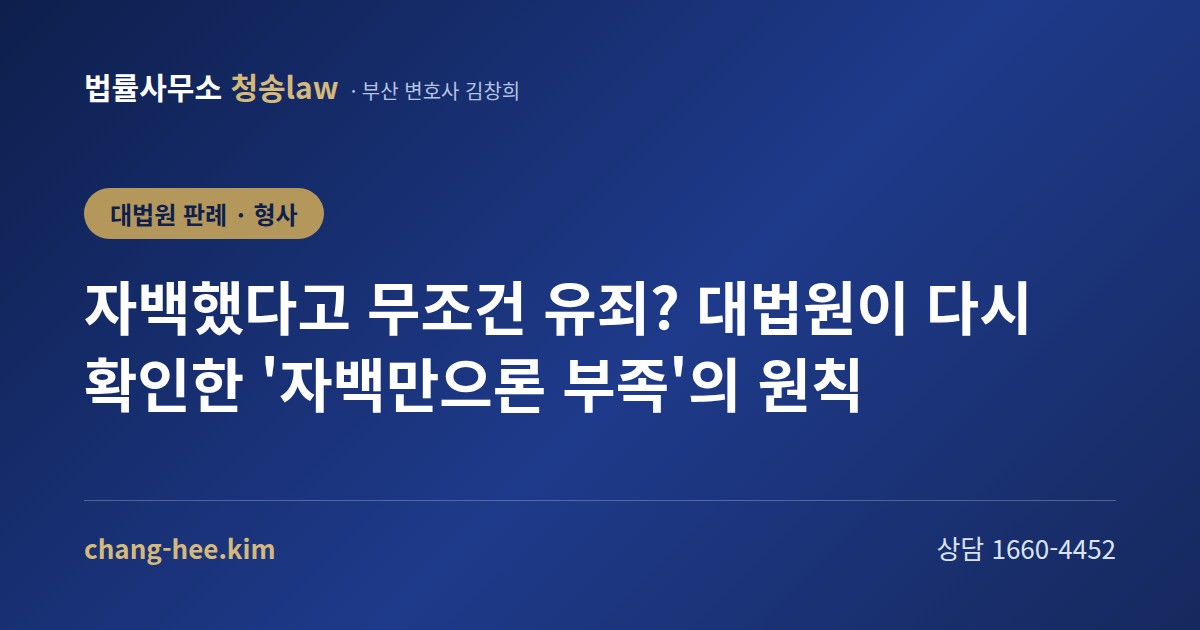 법률사무소 청송law · 부산 변호사 김창희
대법원 판례 · 형사
자백했다고 무조건 유죄? 대법원이 다시
확인한 '자백만으론 부족'의 원칙
chang-hee.kim
상담 1660-4452